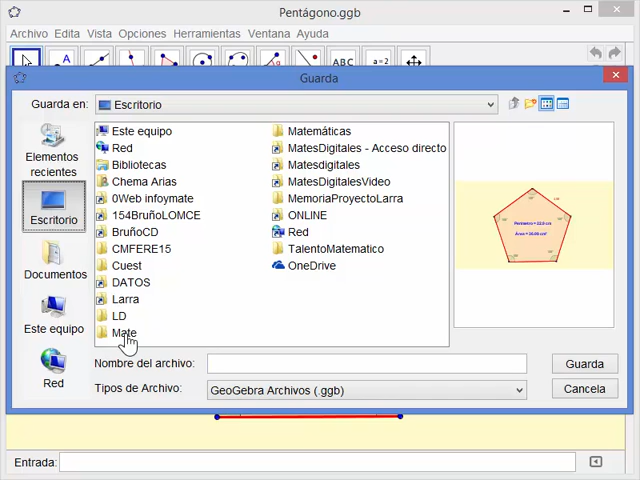 Pentágono.ggb
Archivo Edita Vista Opciones Herramientas Ventana Ayuda
A
ABC
a=2
Guarda
Guarda en:
Escritorio
Elementos
recientes
Escritorio
Documentos
Este equipo
Red
Este equipo
Red
Bibliotecas
Chema Arias
0Web infoymate
154BruñoLOMCE
BruñoCD
CMFERE15
Cuest
DATOS
Larra
LD
Mate
Matemáticas
MatesDigitales - Acceso directo
Matesdigitales
MatesDigitalesVideo
MemoriaProyectoLarra
ONLINE
Red
TalentoMatematico
OneDrive
Nombre del archivo:
Guarda
Tipos de Archivo:
GeoGebra Archivos (.ggb)
Cancela
Entrada: